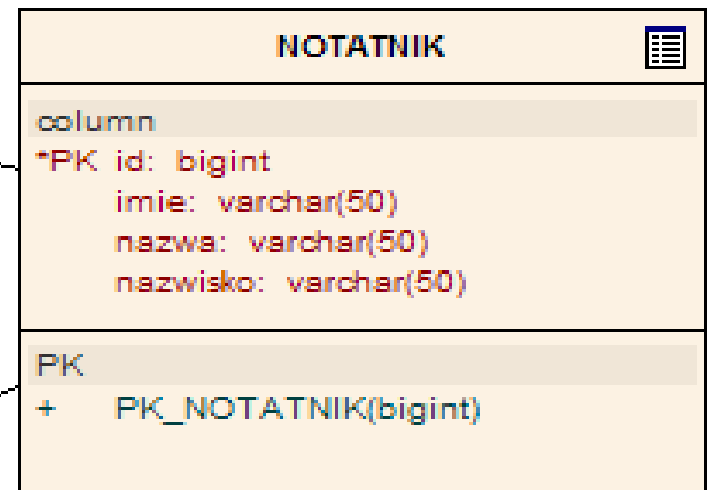 NOTATNIK
column
*PK id: bigint
imie: varchar(50)
nazwa: varchar(50)
nazwisko: varchar(50)
PK
+ PK_NOTATNIK(bigint)